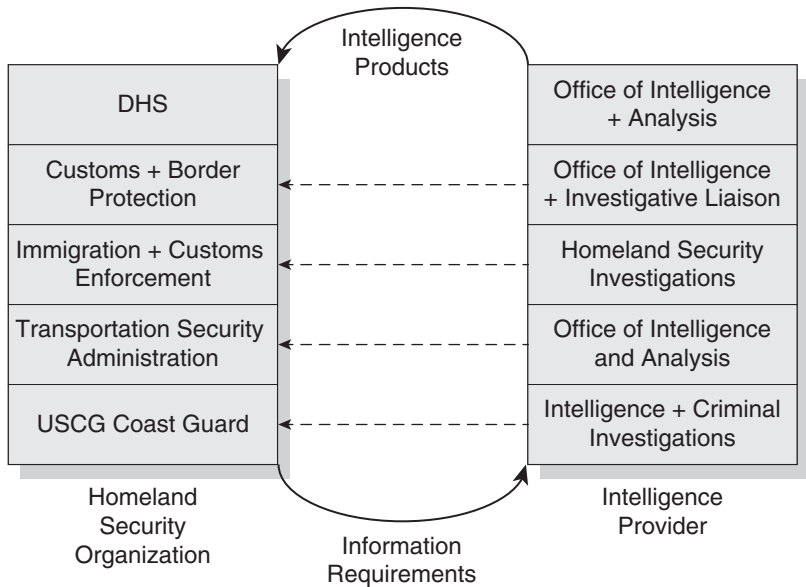 Intelligence
Products
DHS
Customs + Border
Protection
Immigration + Customs
Enforcement
Transportation Security
Administration
USCG Coast Guard
Homeland
Security
Organization
Office of Intelligence
+ Analysis
Office of Intelligence
+ Investigative Liaison
Homeland Security
Investigations
Office of Intelligence
and Analysis
Intelligence + Criminal
Investigations
Intelligence
Provider
Information
Requirements